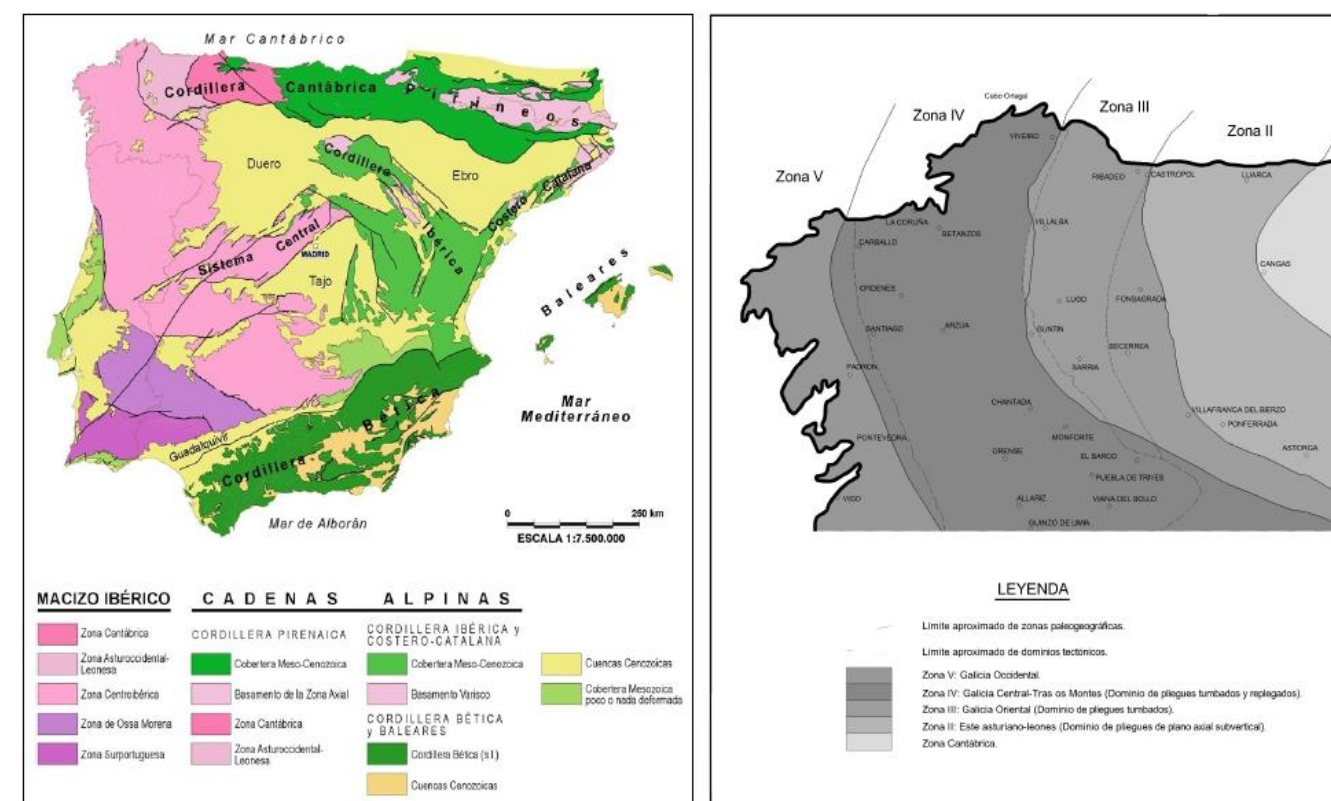 Mar Cantábrico
Cordillera
Cantábrica
Pirineos
Duero
Cordillera
Ibérica
Ebro
Costero
Catalana
Sistema
Central
MADRID
Tajo
Baleares
Mar
Mediterráneo
Guadalquivir
Cordillera
Bética
Mar de Alborán
0 250 km
ESCALA 1:7.500.000
MACIZO IBÉRICO
Zona Cantábrica
Zona Asturoccidental-
Leonesa
Zona Centroibérica
Zona de Ossa Morena
Zona Surportuguesa
CADENAS ALPINAS
CORDILLERA PIRENAICA
Cobertera Meso-Cenozoica
Basamento de la Zona Axial
Zona Cantábrica
Zona Asturoccidental-
Leonesa
CORDILLERA IBÉRICA y
COSTERO-CATALANA
Cobertera Meso-Cenozoica
Basamento Varisco
CORDILLERA BÉTICA
y BALEARES
Cordillera Bética (s.l.)
Cuencas Cenozoicas
Cuencas Cenozoicas
Cobertera Mesozoica
poco o nada deformada
Cabo Ortegal
Zona V
Zona IV
Zona III
Zona II
VIVEIRO
RIBADEO
CASTROPOL
LUARCA
LA CORUÑA
BETANZOS
VILLALBA
CARBALLO
CANGAS
ORDENES
LUGO
FONSAGRADA
SANTIAGO
ARZUA
GUNTIN
BECERREA
SARRIA
PADRON
CHANTADA
VILLAFRANCA DEL BIERZO
PONFERRADA
PONTEVEDRA
MONFORTE
ASTORGA
ORENSE
EL BARCO
PUEBLA DE TRIVES
VIGO
ALLARIZ
VIANA DEL BOLLO
GUINZO DE LIMIA
LEYENDA
Límite aproximado de zonas paleogeográficas.
Límite aproximado de dominios tectónicos.
Zona V: Galicia Occidental.
Zona IV: Galicia Central-Tras os Montes (Dominio de pliegues tumbados y replegados).
Zona III: Galicia Oriental (Dominio de pliegues tumbados).
Zona II: Este asturiano-leones (Dominio de pliegues de plano axial subvertical).
Zona Cantábrica.